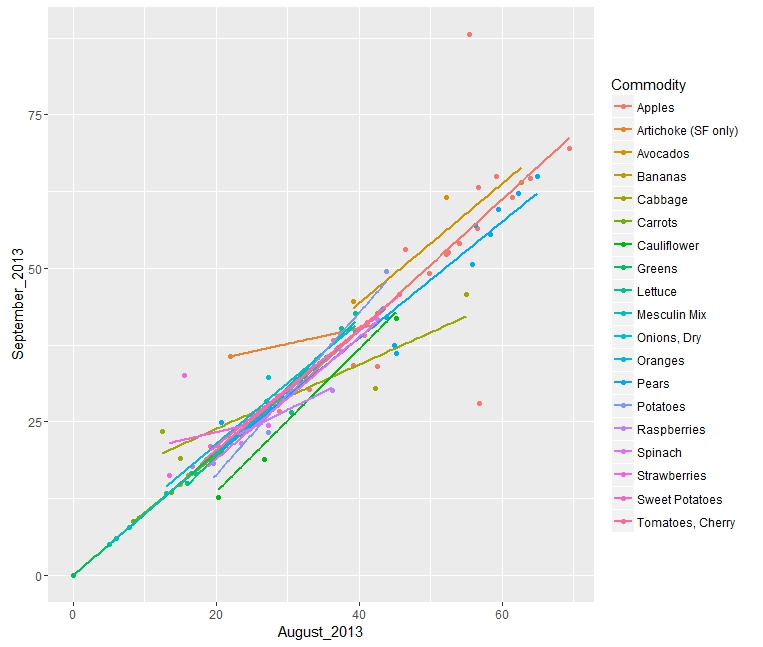 Commodity
Apples
Artichoke (SF only)
Avocados
Bananas
Cabbage
Carrots
Cauliflower
Greens
Lettuce
Mesculin Mix
Onions, Dry
Oranges
Pears
Potatoes
Raspberries
Spinach
Strawberries
Sweet Potatoes
Tomatoes, Cherry
September_2013
75
50
25
0
0 20 40 60
August_2013